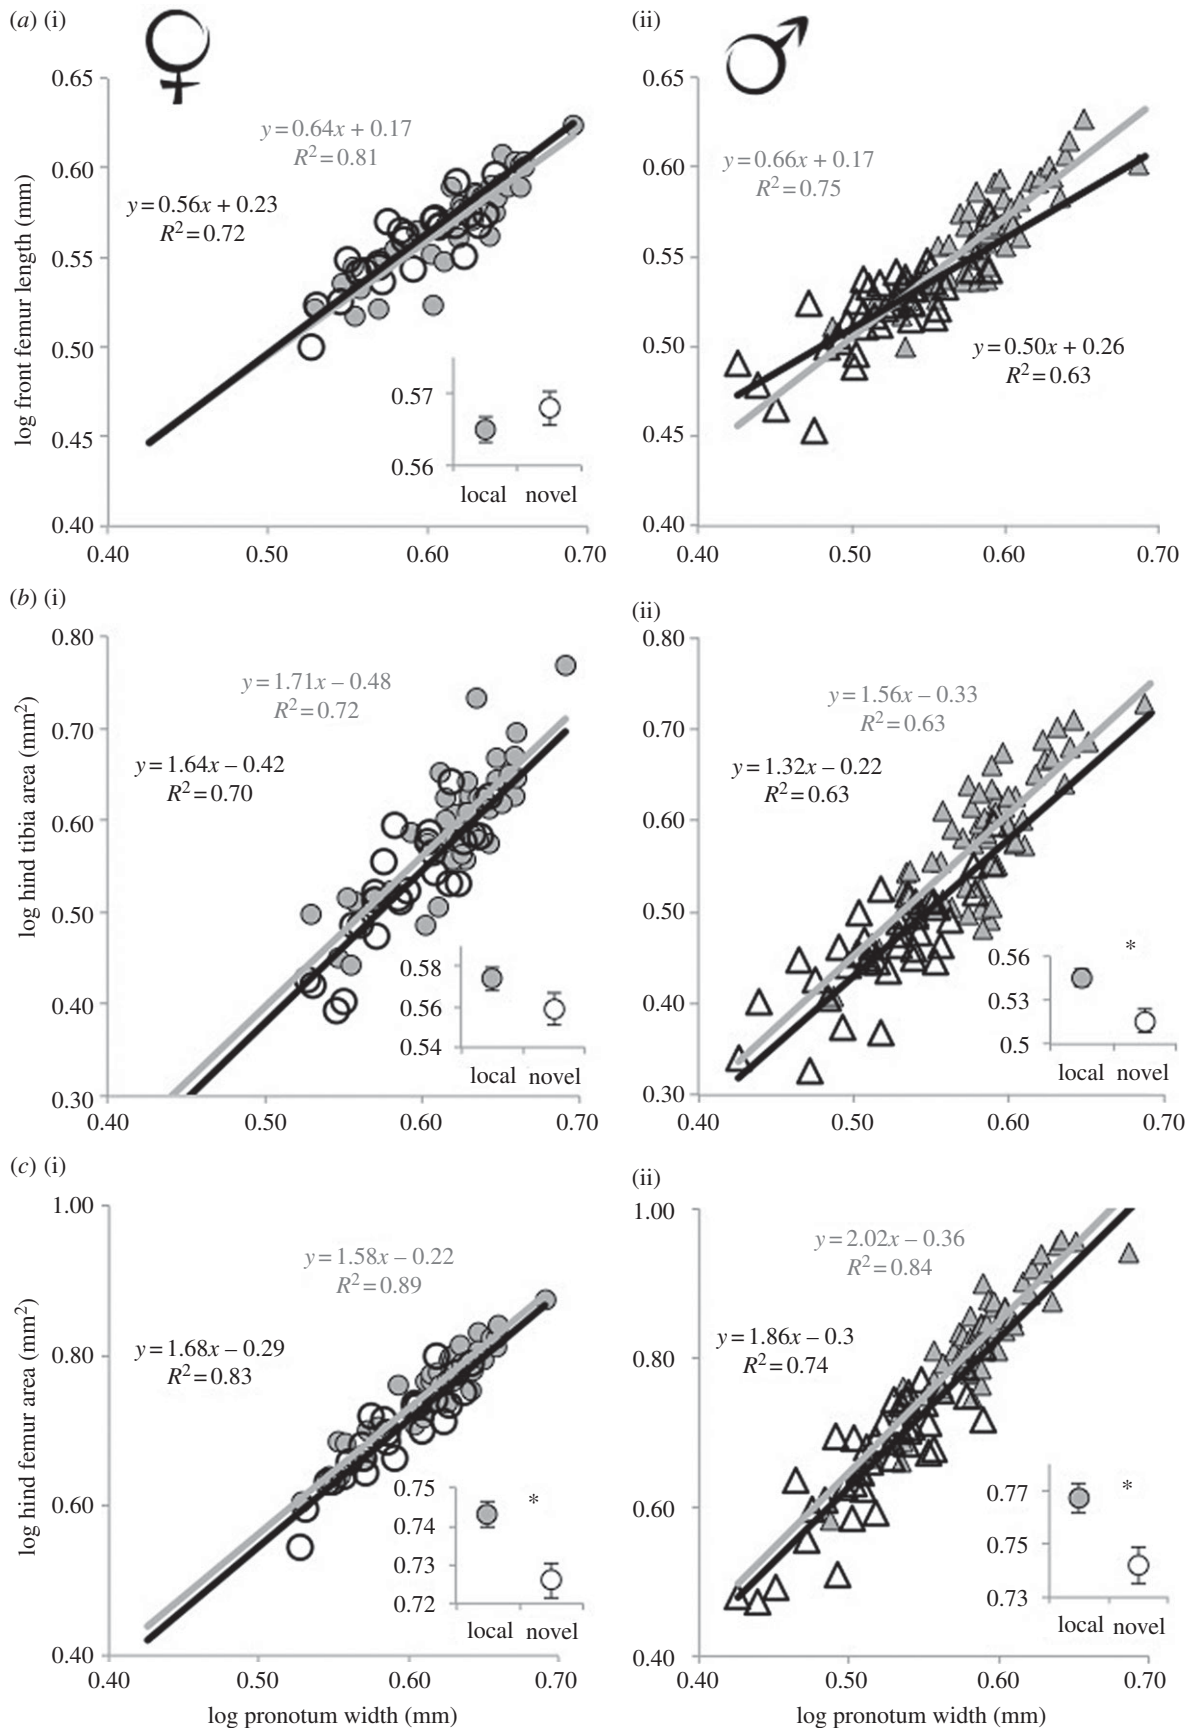 (a) (i)
(ii)
log front femur length (mm)
0.65
0.60
0.55
0.50
0.45
0.40
y = 0.64x + 0.17
R2 = 0.81
y = 0.56x + 0.23
R2 = 0.72
0.57
0.56
local novel
0.40 0.50 0.60 0.70
0.65
0.60
0.55
0.50
0.45
0.40
y = 0.66x + 0.17
R2 = 0.75
y = 0.50x + 0.26
R2 = 0.63
0.40 0.50 0.60 0.70
(b) (i)
(ii)
log hind tibia area (mm2)
0.80
0.70
0.60
0.50
0.40
0.30
y = 1.71x – 0.48
R2 = 0.72
y = 1.64x – 0.42
R2 = 0.70
0.58
0.56
0.54
local novel
0.40 0.50 0.60 0.70
0.80
0.70
0.60
0.50
0.40
0.30
y = 1.56x – 0.33
R2 = 0.63
y = 1.32x – 0.22
R2 = 0.63
0.56 *
0.53
0.5
local novel
0.40 0.50 0.60 0.70
(c) (i)
(ii)
log hind femur area (mm2)
1.00
0.80
0.60
0.40
y = 1.58x – 0.22
R2 = 0.89
y = 1.68x – 0.29
R2 = 0.83
0.75 *
0.74
0.73
0.72
local novel
0.40 0.50 0.60 0.70
log pronotum width (mm)
1.00
0.80
0.60
0.40
y = 2.02x – 0.36
R2 = 0.84
y = 1.86x – 0.3
R2 = 0.74
0.77 *
0.75
0.73
local novel
0.40 0.50 0.60 0.70
log pronotum width (mm)